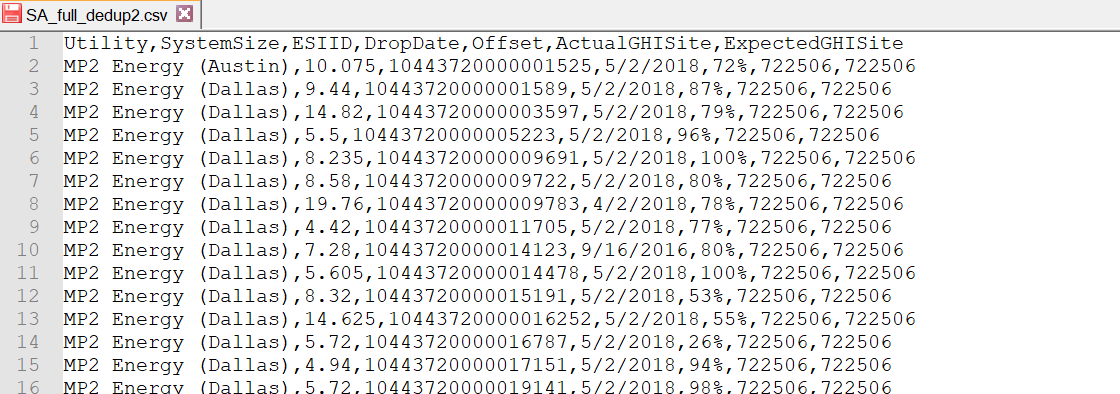 SA_full_dedup2.csv
1 Utility,SystemSize,ESIID,DropDate,Offset,ActualGHISite,ExpectedGHISite
2 MP2 Energy (Austin),10.075,10443720000001525,5/2/2018,72%,722506,722506
3 MP2 Energy (Dallas),9.44,10443720000001589,5/2/2018,87%,722506,722506
4 MP2 Energy (Dallas),14.82,10443720000003597,5/2/2018,79%,722506,722506
5 MP2 Energy (Dallas),5.5,10443720000005223,5/2/2018,96%,722506,722506
6 MP2 Energy (Dallas),8.235,10443720000009691,5/2/2018,100%,722506,722506
7 MP2 Energy (Dallas),8.58,10443720000009722,5/2/2018,80%,722506,722506
8 MP2 Energy (Dallas),19.76,10443720000009783,4/2/2018,78%,722506,722506
9 MP2 Energy (Dallas),4.42,10443720000011705,5/2/2018,77%,722506,722506
10 MP2 Energy (Dallas),7.28,10443720000014123,9/16/2016,80%,722506,722506
11 MP2 Energy (Dallas),5.605,10443720000014478,5/2/2018,100%,722506,722506
12 MP2 Energy (Dallas),8.32,10443720000015191,5/2/2018,53%,722506,722506
13 MP2 Energy (Dallas),14.625,10443720000016252,5/2/2018,55%,722506,722506
14 MP2 Energy (Dallas),5.72,10443720000016787,5/2/2018,26%,722506,722506
15 MP2 Energy (Dallas),4.94,10443720000017151,5/2/2018,94%,722506,722506
16 MP2 Energy (Dallas),5.72,10443720000019141,5/2/2018,98%,722506,722506